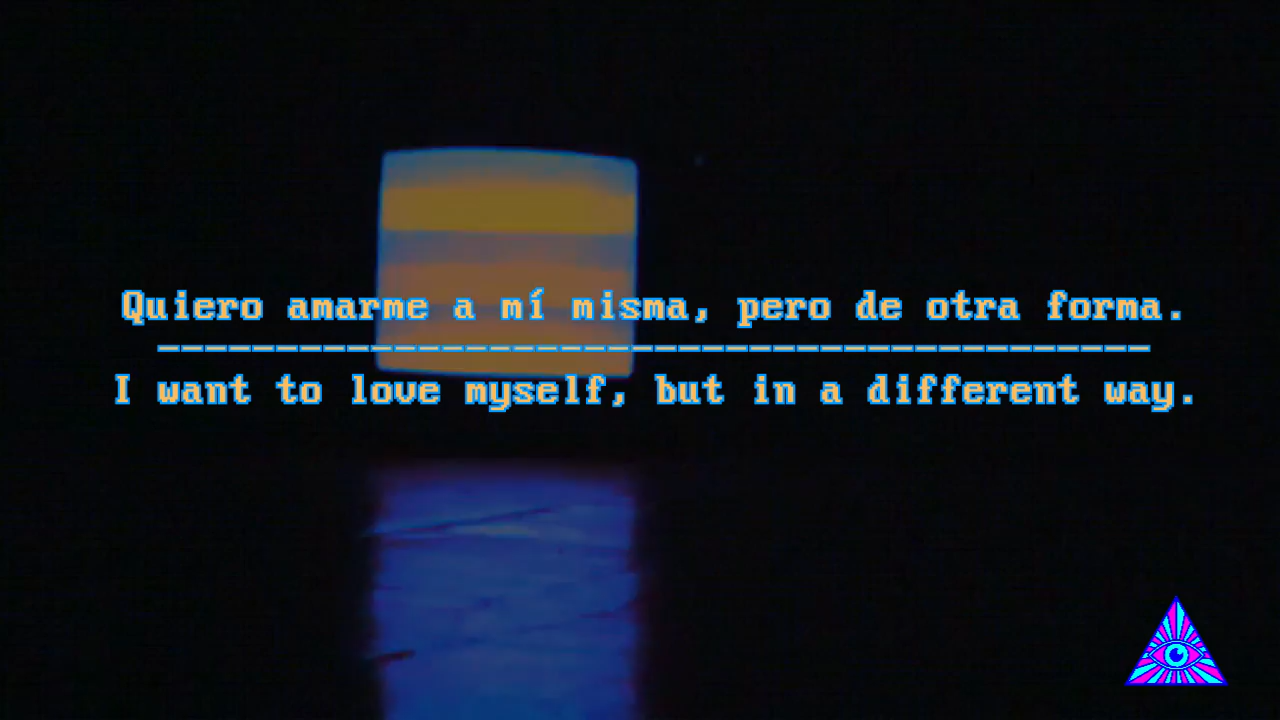 Quiero amarme a mí misma, pero de otra forma.
------------------------------------------
I want to love myself, but in a different way.